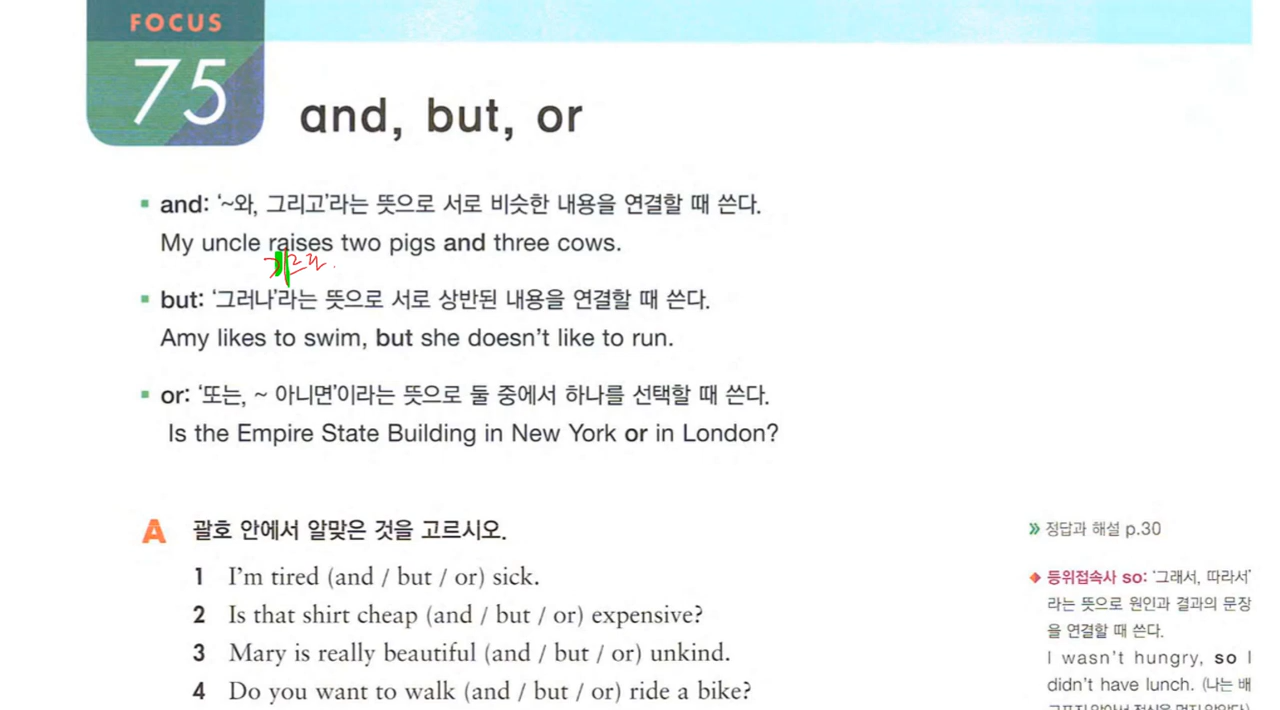 FOCUS
75
and, but, or
▪ and: '~와, 그리고'라는 뜻으로 서로 비슷한 내용을 연결할 때 쓴다.
My uncle raises two pigs and three cows.
▪ but: '그러나'라는 뜻으로 서로 상반된 내용을 연결할 때 쓴다.
Amy likes to swim, but she doesn't like to run.
▪ or: '또는, ~ 아니면'이라는 뜻으로 둘 중에서 하나를 선택할 때 쓴다.
Is the Empire State Building in New York or in London?
A 괄호 안에서 알맞은 것을 고르시오.
1 I'm tired (and / but / or) sick.
2 Is that shirt cheap (and / but / or) expensive?
3 Mary is really beautiful (and / but / or) unkind.
4 Do you want to walk (and / but / or) ride a bike?
» 정답과 해설 p.30
◆ 등위접속사 so: '그래서, 따라서'
라는 뜻으로 원인과 결과의 문장
을 연결할 때 쓴다.
I wasn't hungry, so I
didn't have lunch. (나는 배